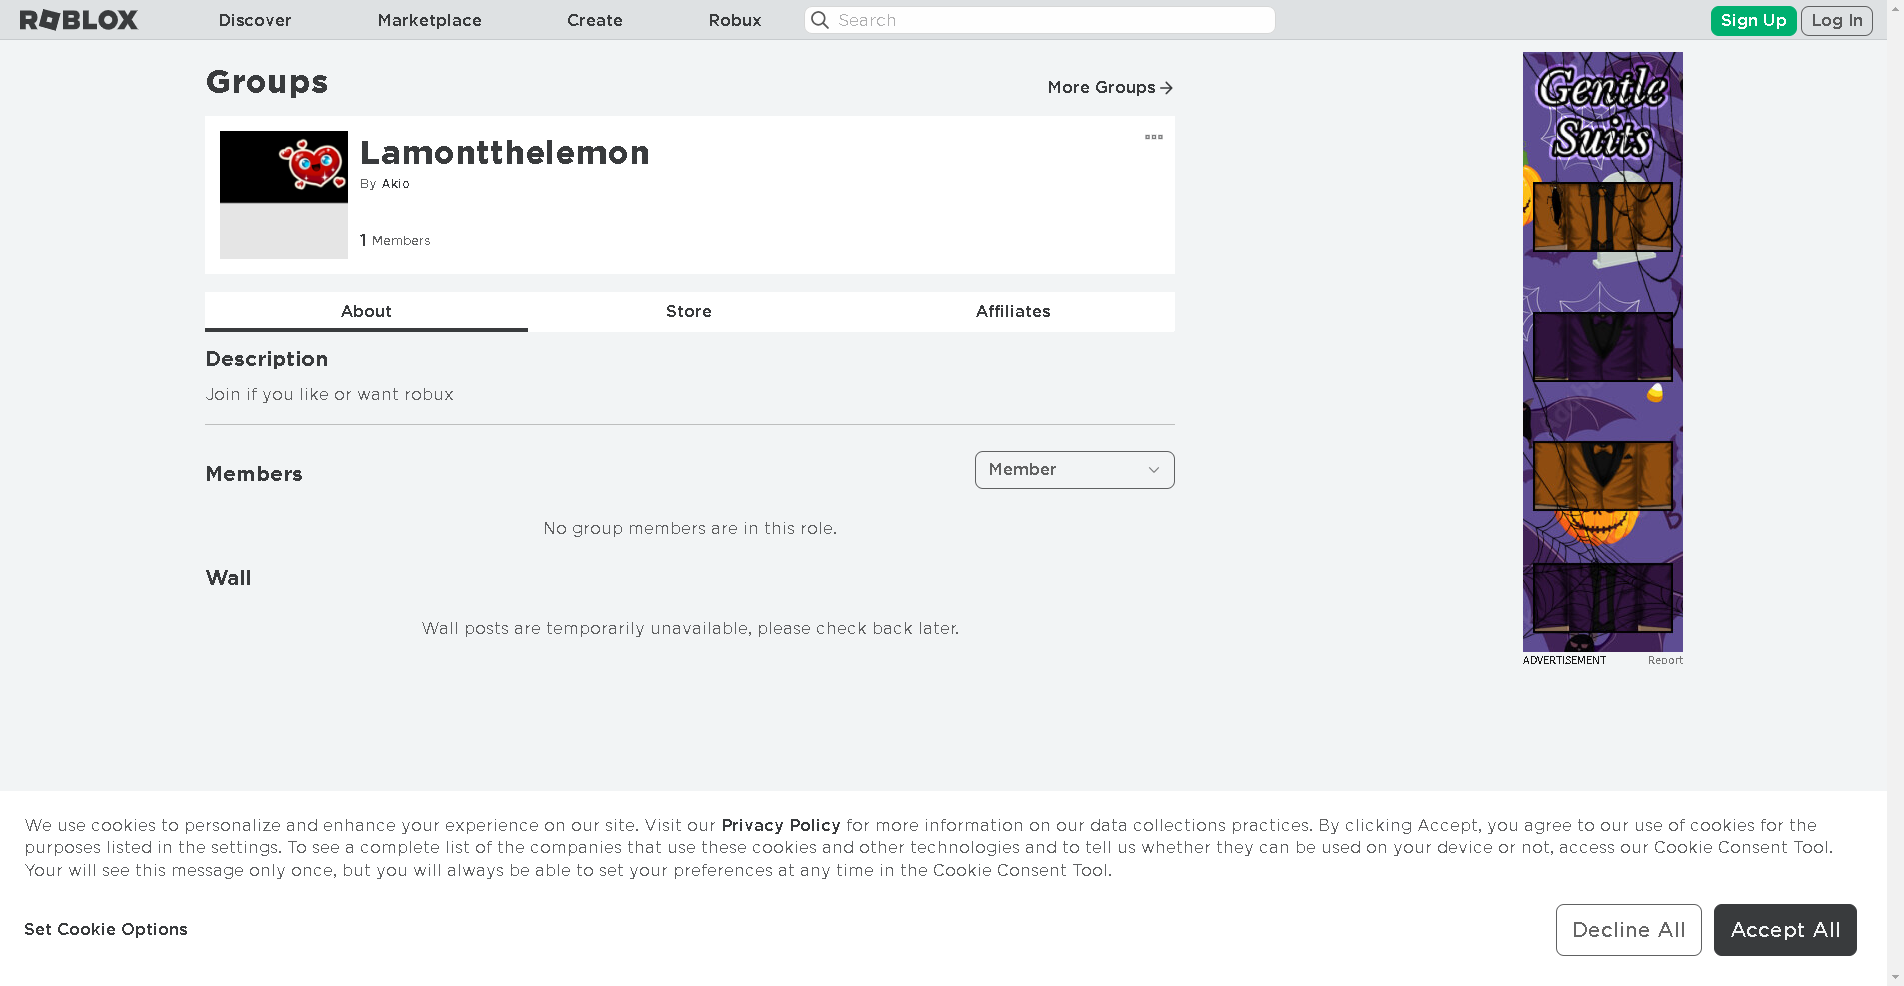 ROBLOX Discover Marketplace Create Robux Search Sign Up Log In
Groups
More Groups
Lamontthelemon
By Akio
1 Members
About Store Affiliates
Description
Join if you like or want robux
Members
Member
No group members are in this role.
Wall
Wall posts are temporarily unavailable, please check back later.
Gentle
Suits
ADVERTISEMENT Report
We use cookies to personalize and enhance your experience on our site. Visit our Privacy Policy for more information on our data collections practices. By clicking Accept, you agree to our use of cookies for the
purposes listed in the settings. To see a complete list of the companies that use these cookies and other technologies and to tell us whether they can be used on your device or not, access our Cookie Consent Tool.
Your will see this message only once, but you will always be able to set your preferences at any time in the Cookie Consent Tool.
Set Cookie Options
Decline All Accept All